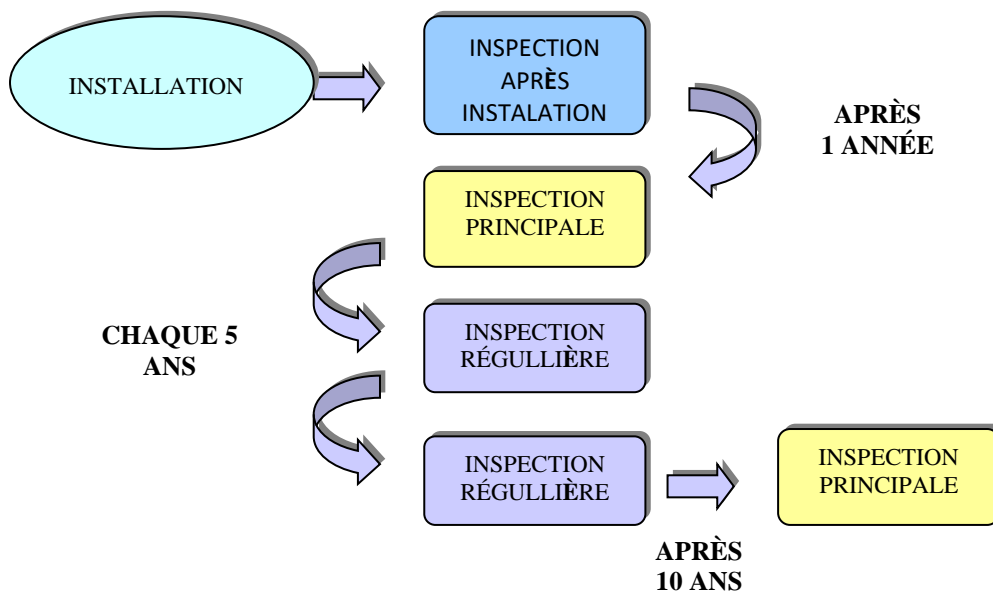 INSTALLATION
INSPECTION
APRÈS
INSTALATION
APRÈS
1 ANNÉE
INSPECTION
PRINCIPALE
CHAQUE 5
ANS
INSPECTION
RÉGULLIÈRE
INSPECTION
RÉGULLIÈRE
INSPECTION
PRINCIPALE
APRÈS
10 ANS